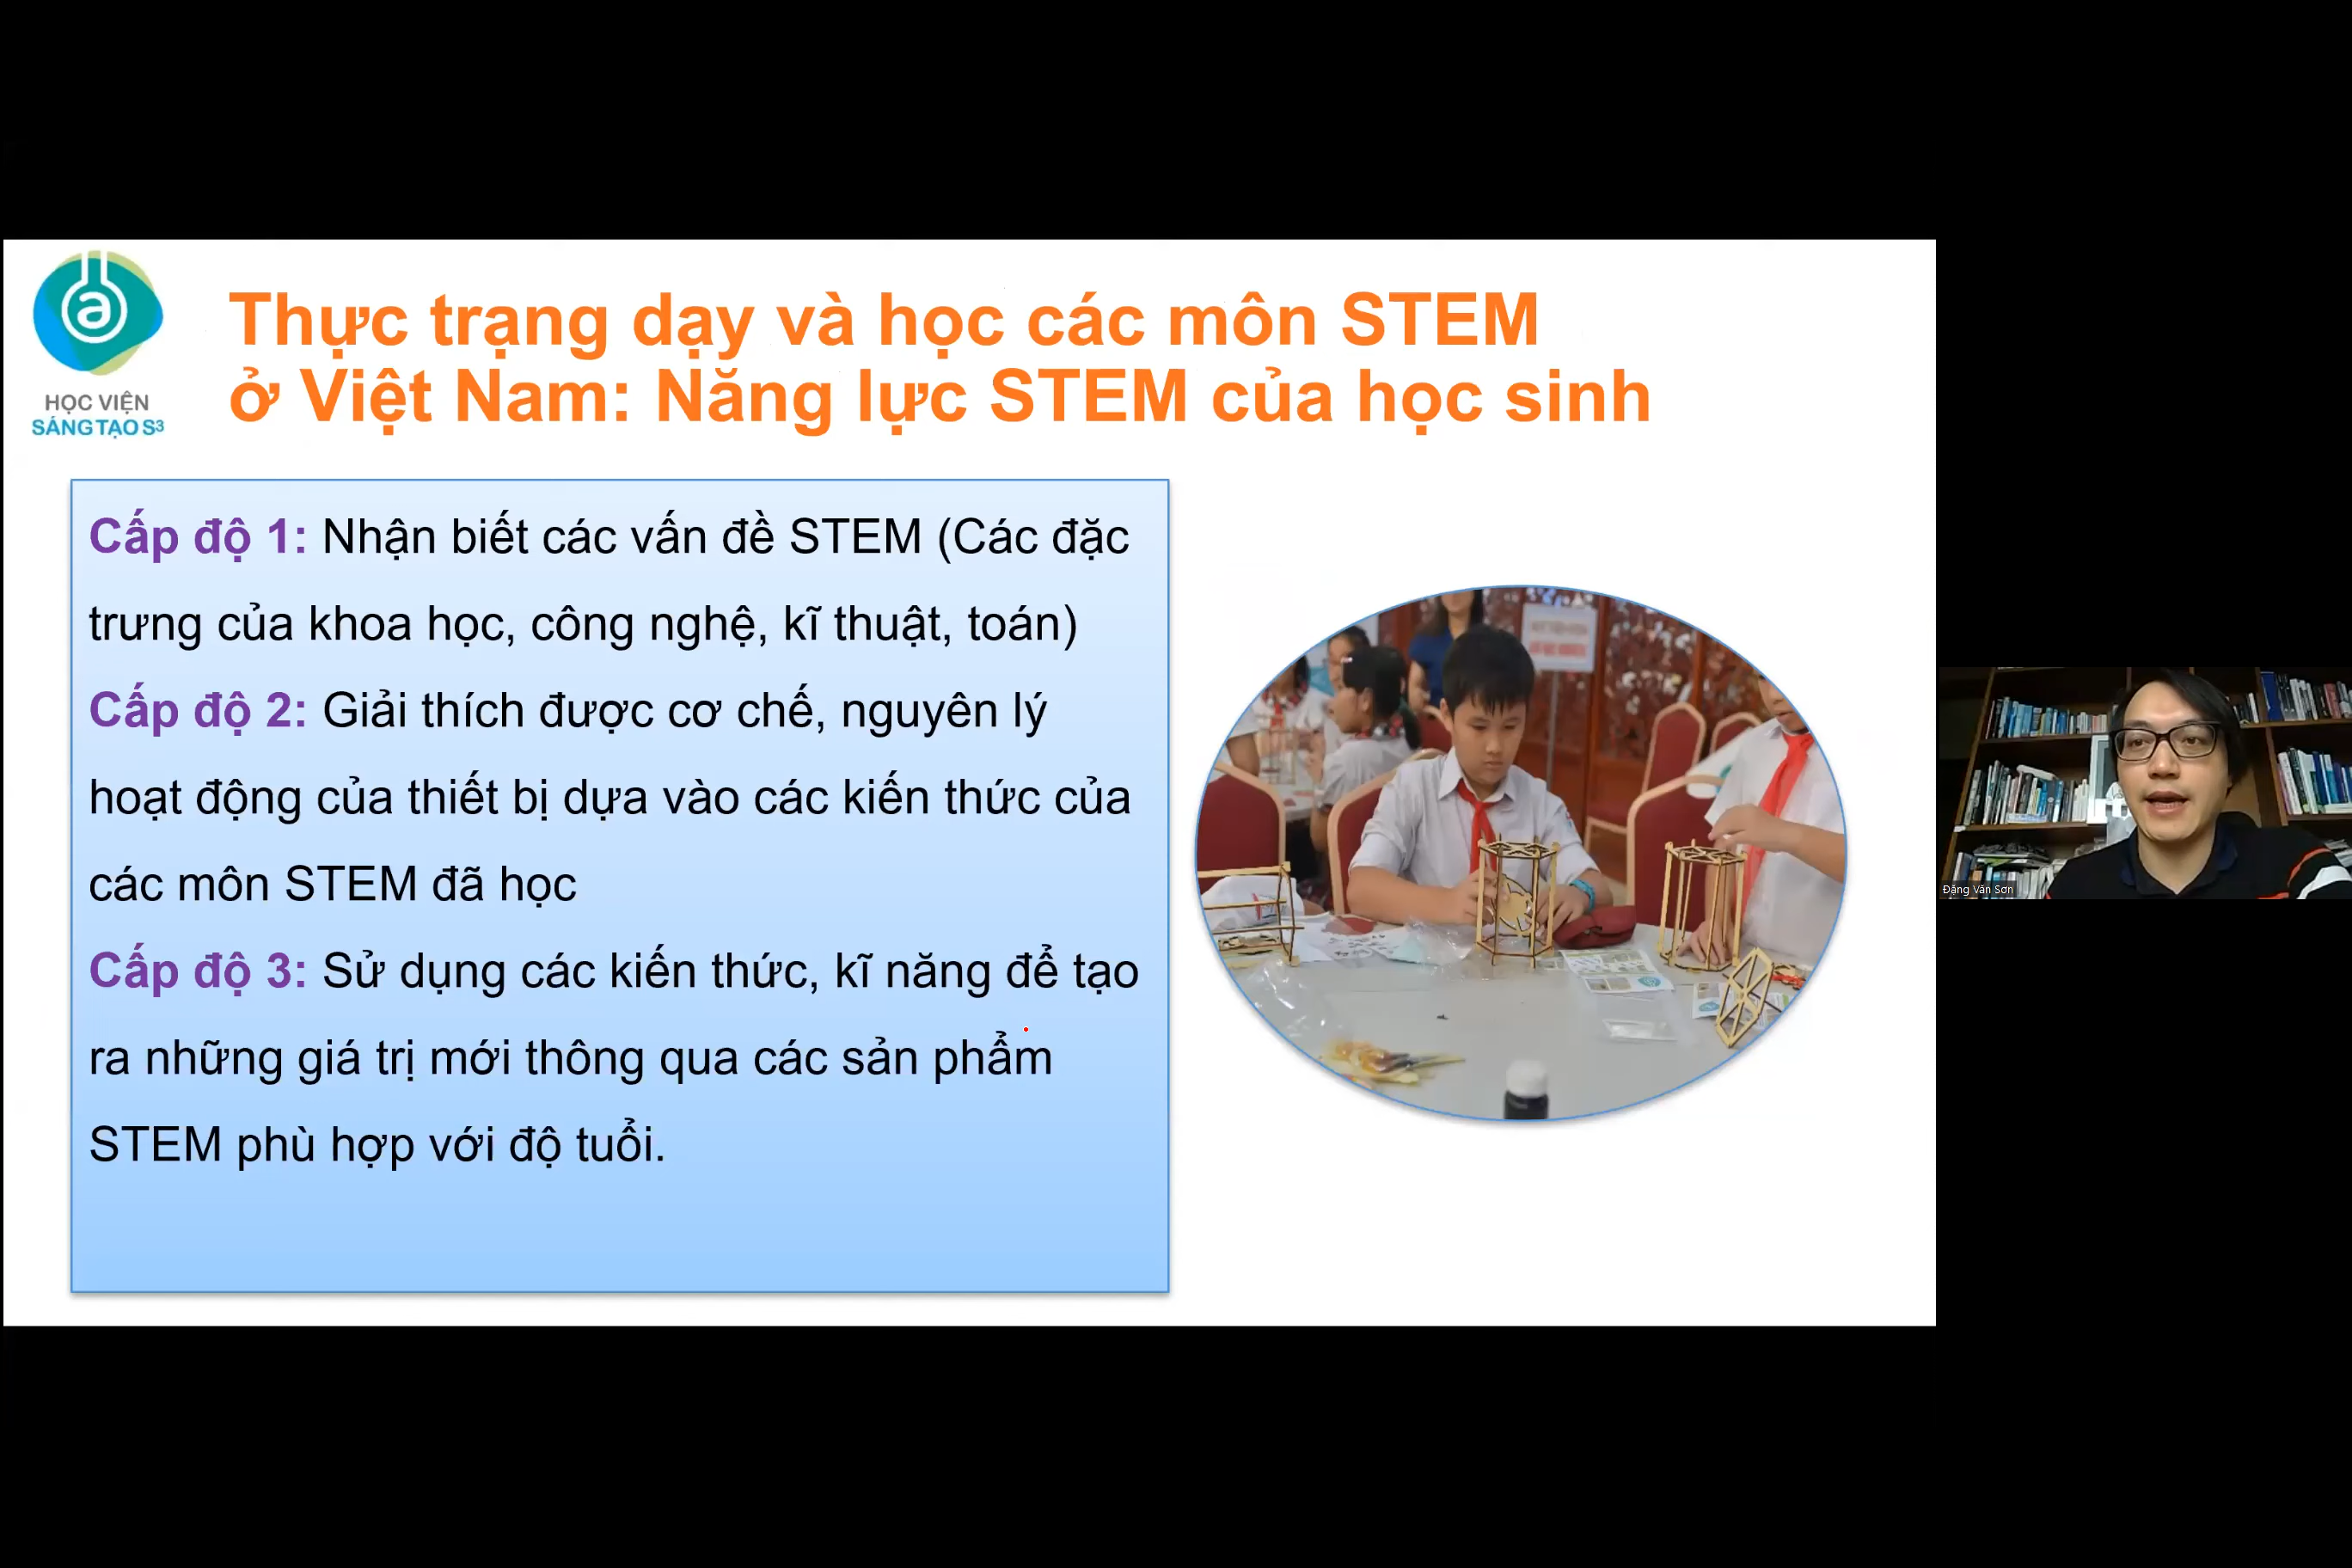 HỌC VIỆN
SÁNG TẠO S³
Thực trạng dạy và học các môn STEM
ở Việt Nam: Năng lực STEM của học sinh
Cấp độ 1: Nhận biết các vấn đề STEM (Các đặc
trưng của khoa học, công nghệ, kĩ thuật, toán)
Cấp độ 2: Giải thích được cơ chế, nguyên lý
hoạt động của thiết bị dựa vào các kiến thức của
các môn STEM đã học
Cấp độ 3: Sử dụng các kiến thức, kĩ năng để tạo
ra những giá trị mới thông qua các sản phẩm
STEM phù hợp với độ tuổi.
Đặng Văn Sơn